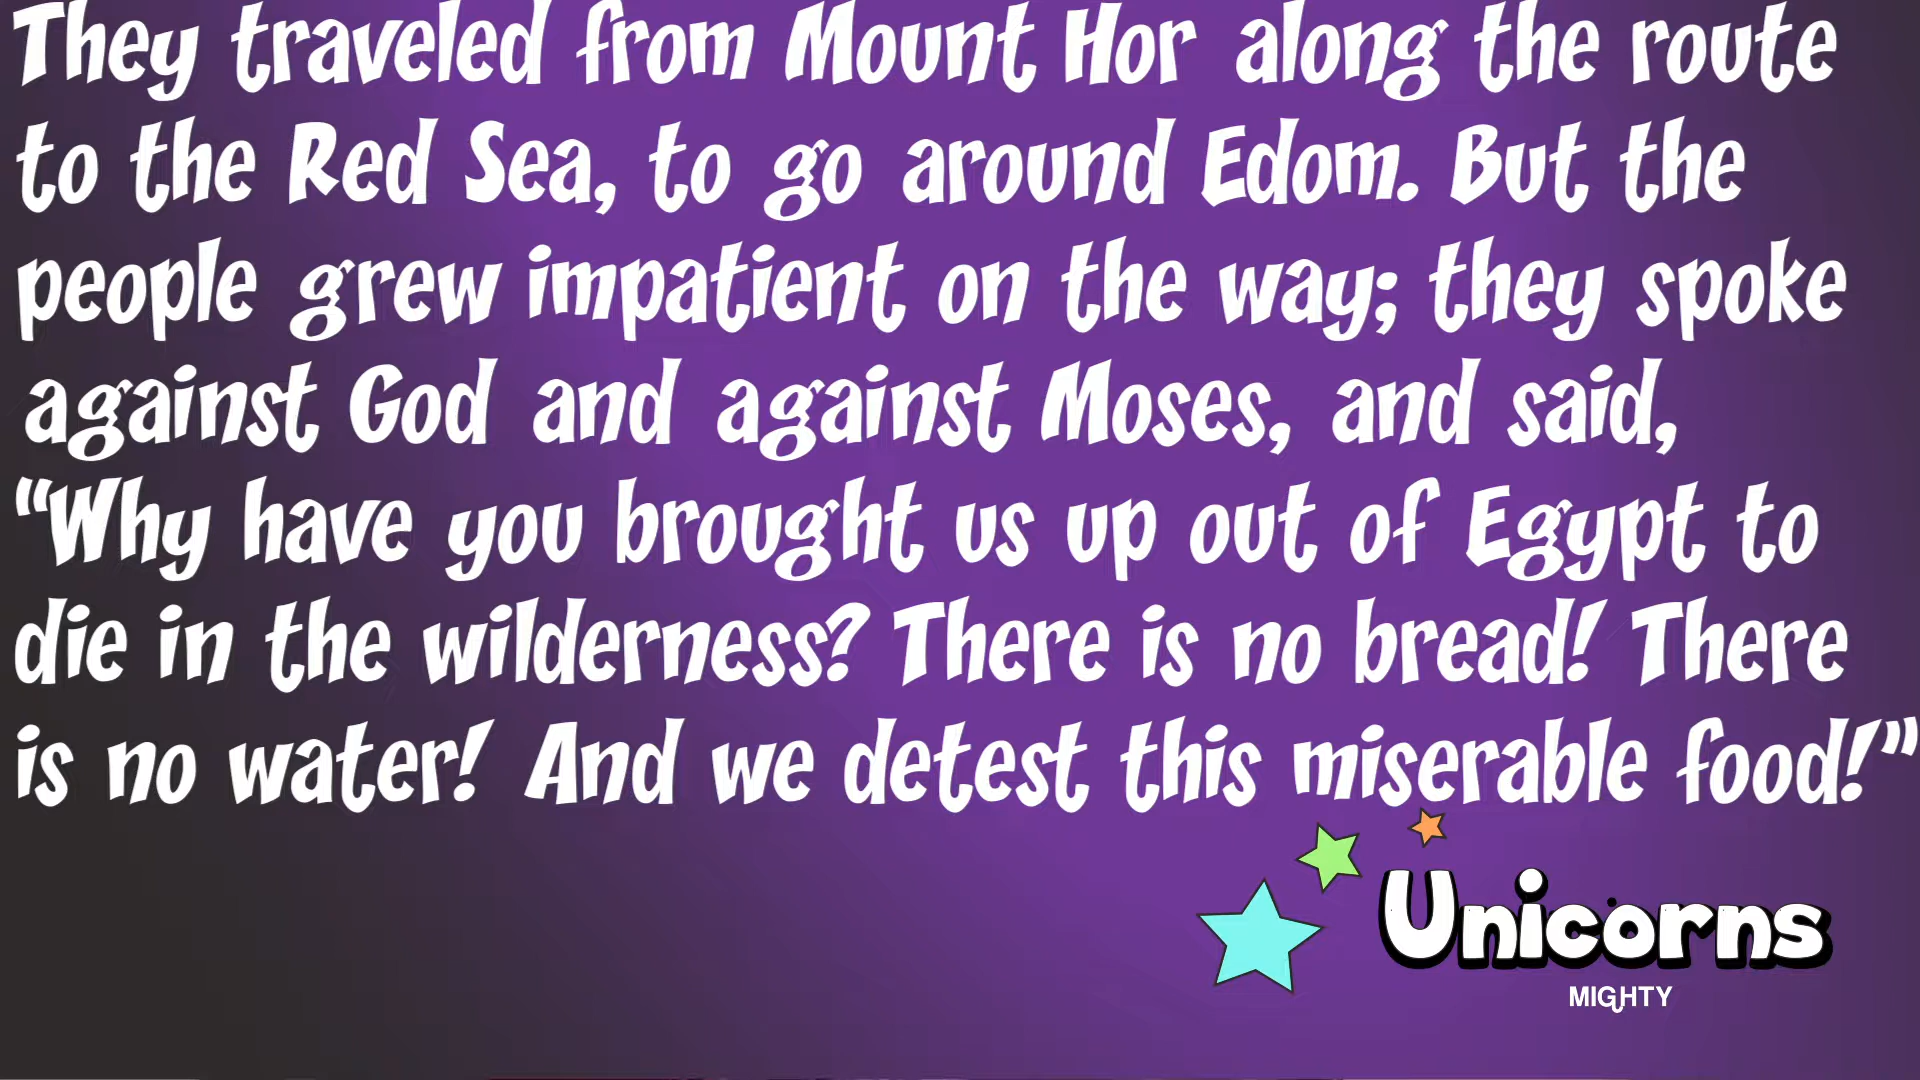 They traveled from Mount Hor along the route
to the Red Sea, to go around Edom. But the
people grew impatient on the way; they spoke
against God and against Moses, and said,
“Why have you brought us up out of Egypt to
die in the wilderness? There is no bread! There
is no water! And we detest this miserable food!”
Unicorns
MIGHTY